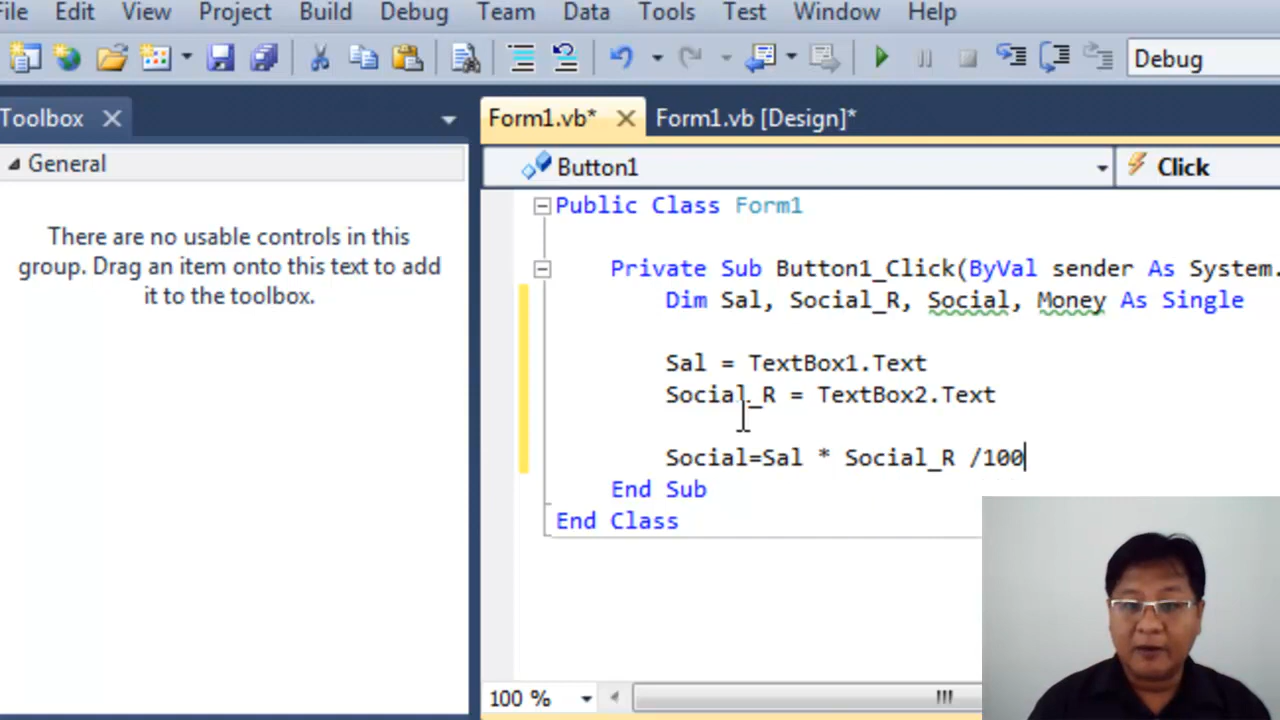 File Edit View Project Build Debug Team Data Tools Test Window Help
Debug
Toolbox
Form1.vb*
Form1.vb [Design]*
General
Button1
Click
There are no usable controls in this
group. Drag an item onto this text to add
it to the toolbox.
Public Class Form1
Private Sub Button1_Click(ByVal sender As System.
Dim Sal, Social_R, Social, Money As Single
Sal = TextBox1.Text
Social_R = TextBox2.Text
Social=Sal * Social_R /100
End Sub
End Class
100 %